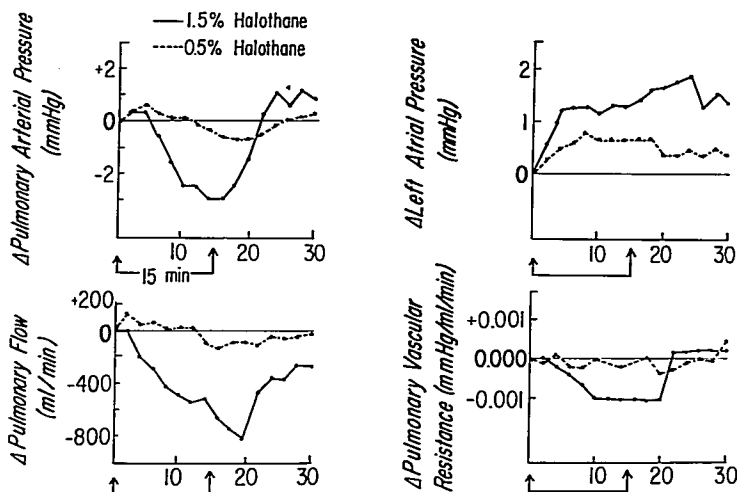 1.5% Halothane
0.5% Halothane
ΔPulmonary Arterial Pressure
(mmHg)
+2
0
-2
10
20
30
15 min
ΔLeft Atrial Pressure
(mmHg)
2
1
0
10
20
30
ΔPulmonary Flow
(ml/min)
+200
0
-400
-800
10
20
30
ΔPulmonary Vascular
Resistance (mmHg/ml/min)
+0.001
0.000
-0.001
0
10
20
30